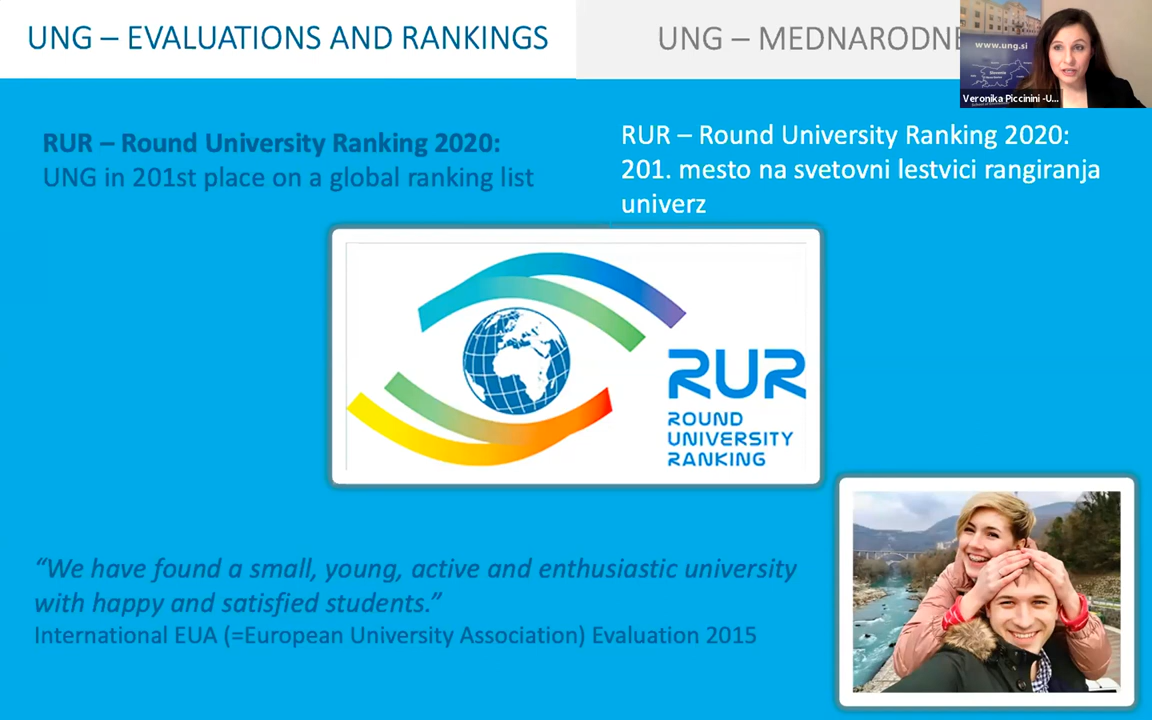 UNG – EVALUATIONS AND RANKINGS
UNG – MEDNARODNE
www.ung.si
Slovenia
Veronika Piccinini -U...
RUR – Round University Ranking 2020:
UNG in 201st place on a global ranking list
RUR – Round University Ranking 2020:
201. mesto na svetovni lestvici rangiranja
univerz
RUR
ROUND
UNIVERSITY
RANKING
“We have found a small, young, active and enthusiastic university
with happy and satisfied students.”
International EUA (=European University Association) Evaluation 2015